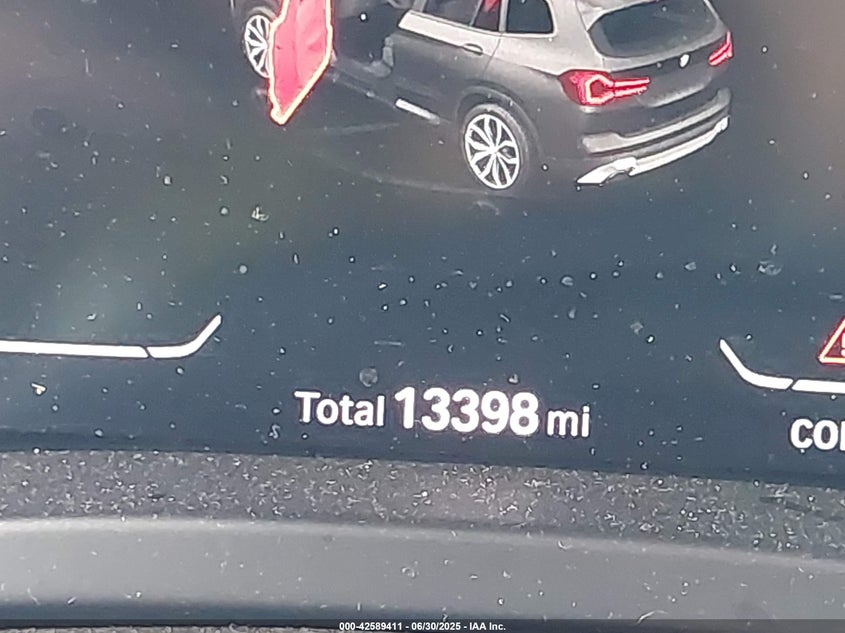 Total 13398 mi
000-42589411 - 06/30/2025 - IAA Inc.